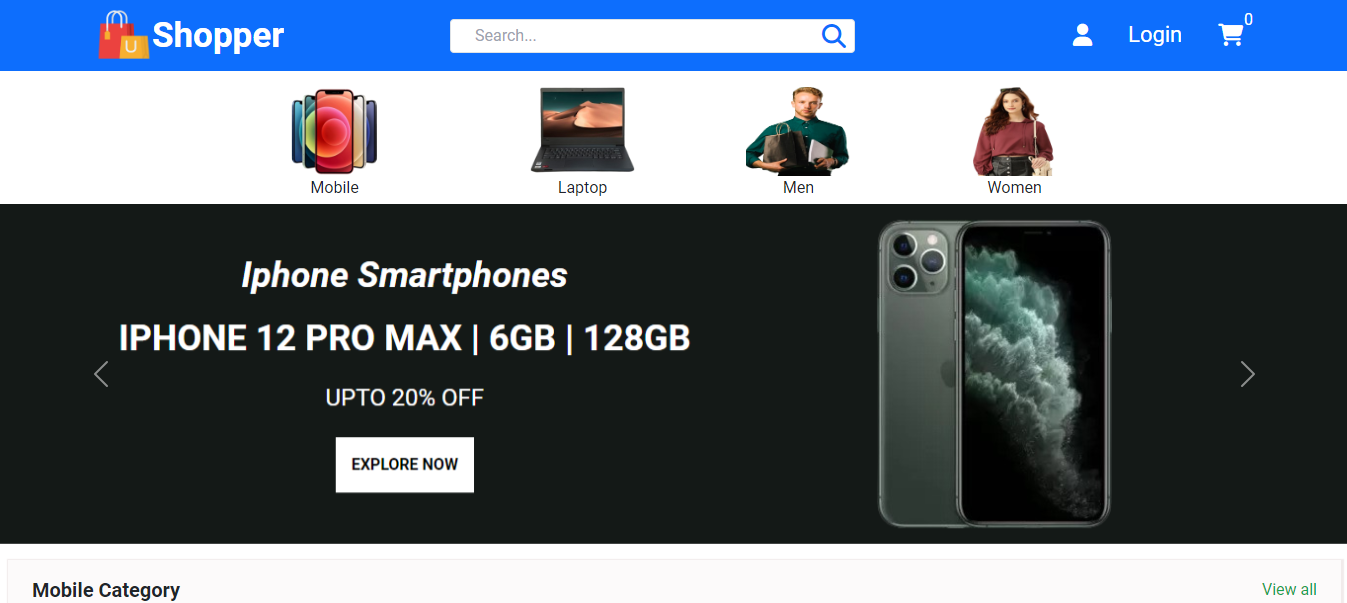 U
Shopper
Search...
Login
0
Mobile
Laptop
Men
Women
Iphone Smartphones
IPHONE 12 PRO MAX | 6GB | 128GB
UPTO 20% OFF
EXPLORE NOW
Mobile Category
View all